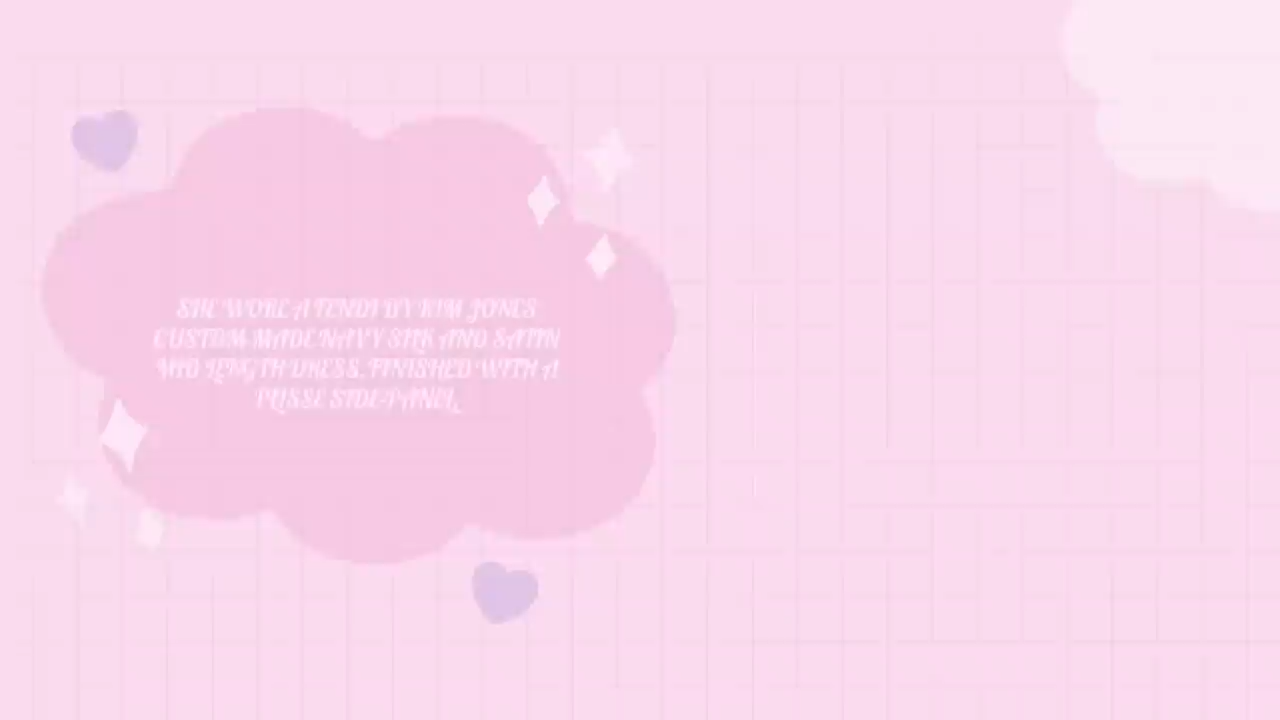 SHE WORE A FENDI BY KIM JONES
CUSTOM-MADE NAVY SILK AND SATIN
MID LENGTH DRESS, FINISHED WITH A
PLISSE SIDE-PANEL